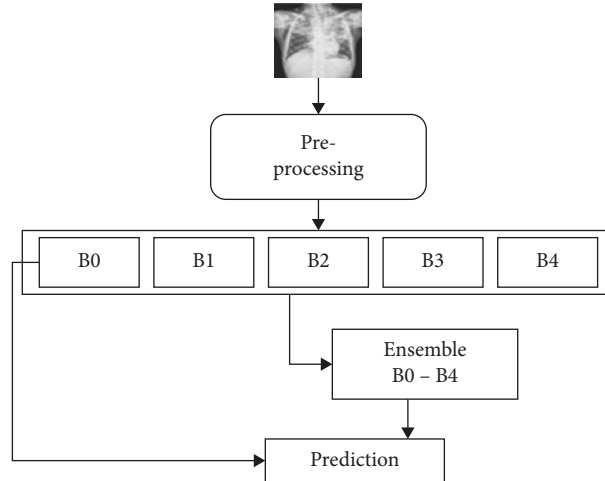 Pre-
processing
B0
B1
B2
B3
B4
Ensemble
B0 – B4
Prediction